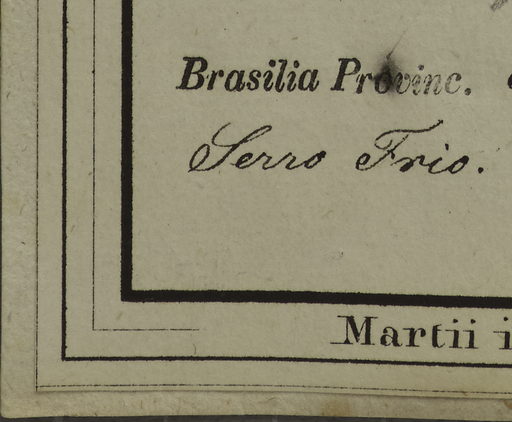 Brasilia Provinc.
Serro Frio.
Martii